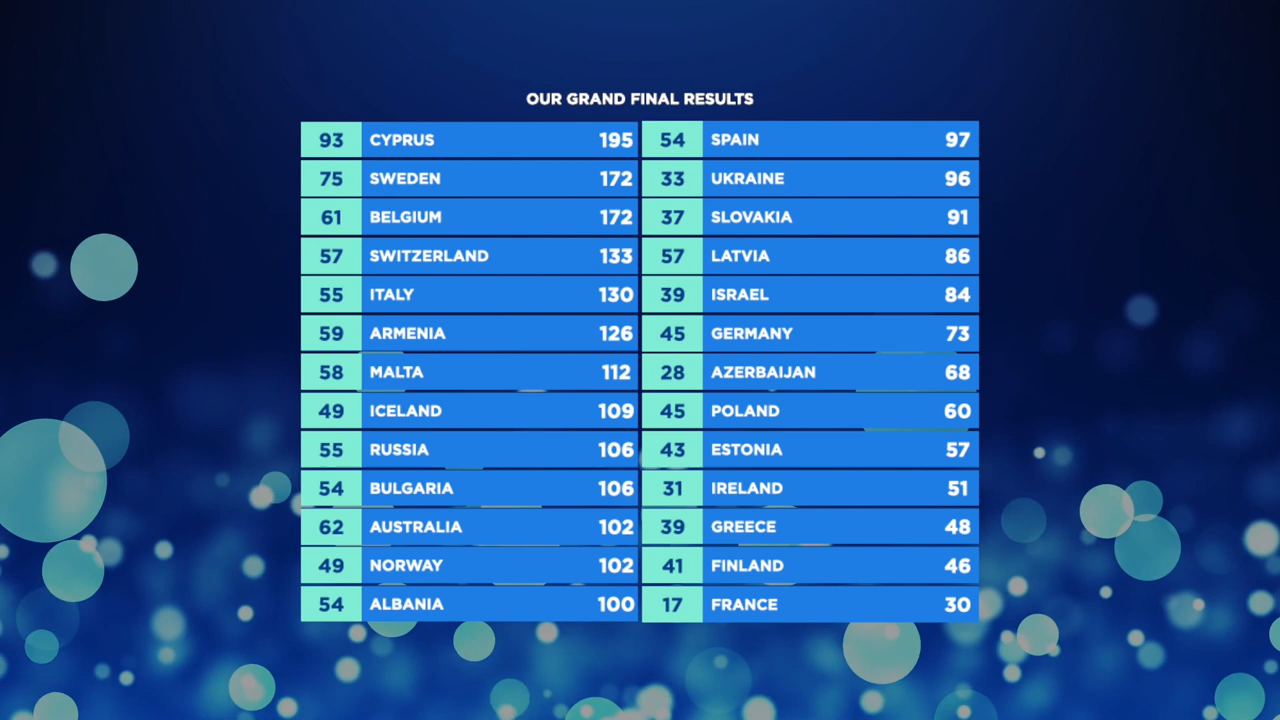 OUR GRAND FINAL RESULTS
93 CYPRUS 195
75 SWEDEN 172
61 BELGIUM 172
57 SWITZERLAND 133
55 ITALY 130
59 ARMENIA 126
58 MALTA 112
49 ICELAND 109
55 RUSSIA 106
54 BULGARIA 106
62 AUSTRALIA 102
49 NORWAY 102
54 ALBANIA 100
54 SPAIN 97
33 UKRAINE 96
37 SLOVAKIA 91
57 LATVIA 86
39 ISRAEL 84
45 GERMANY 73
28 AZERBAIJAN 68
45 POLAND 60
43 ESTONIA 57
31 IRELAND 51
39 GREECE 48
41 FINLAND 46
17 FRANCE 30